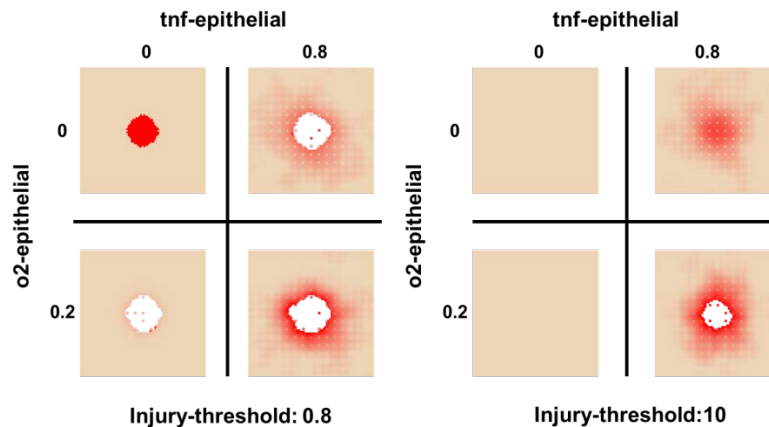 tnf-epithelial
0 0.8
0
o2-epithelial
0.2
Injury-threshold: 0.8
tnf-epithelial
0 0.8
0
o2-epithelial
0.2
Injury-threshold:10